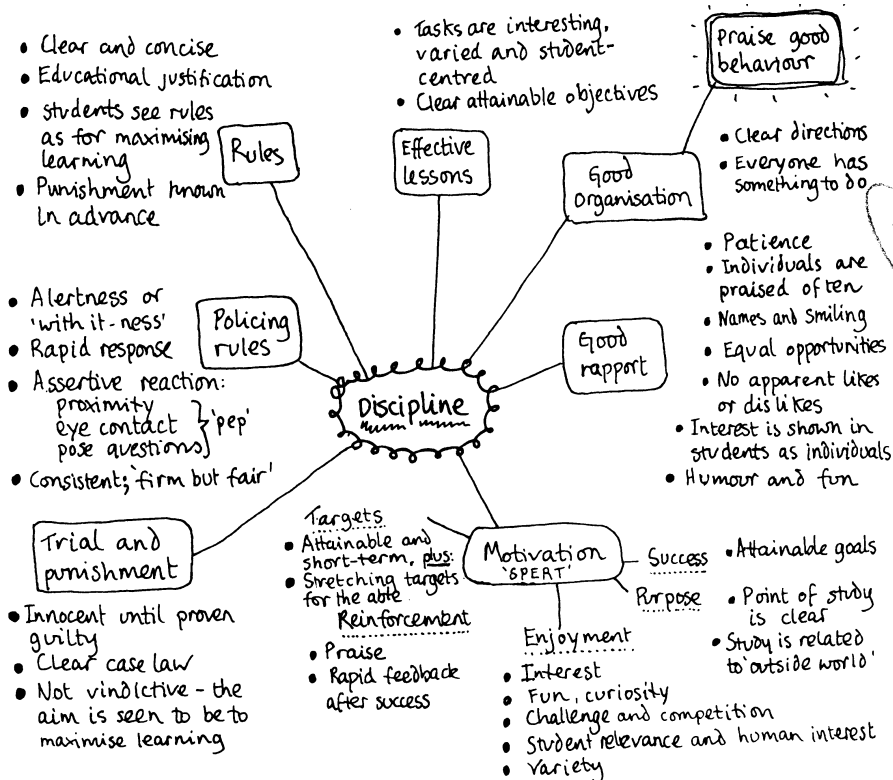 • Clear and concise
• Educational justification
• students see rules
as for maximising
learning
• Punishment known
in advance
Rules
• Tasks are interesting,
varied and student-
centred
• Clear attainable objectives
Effective
lessons
Praise good
behaviour
Good
organisation
• Clear directions
• Everyone has
something to do
• Alertness or
'with it-ness'
• Rapid response
• Assertive reaction:
proximity
eye contact
pose questions
'pep'
• Consistent; 'firm but fair'
Policing
rules
Discipline
Good
rapport
• Patience
• Individuals are
praised often
• Names and smiling
• Equal opportunities
• No apparent likes
or dislikes
• Interest is shown in
students as individuals
• Humour and fun
Trial and
punishment
• Innocent until proven
guilty
• Clear case law
• Not vindictive - the
aim is seen to be to
maximise learning
Motivation
'SPERT'
Targets
• Attainable and
short-term, plus:
• Stretching targets
for the able
Reinforcement
• Praise
• Rapid feedback
after success
Enjoyment
• Interest
• Fun, curiosity
• Challenge and competition
• Student relevance and human interest
• Variety
Success
• Attainable goals
Purpose
• Point of study
is clear
• Study is related
to 'outside world'